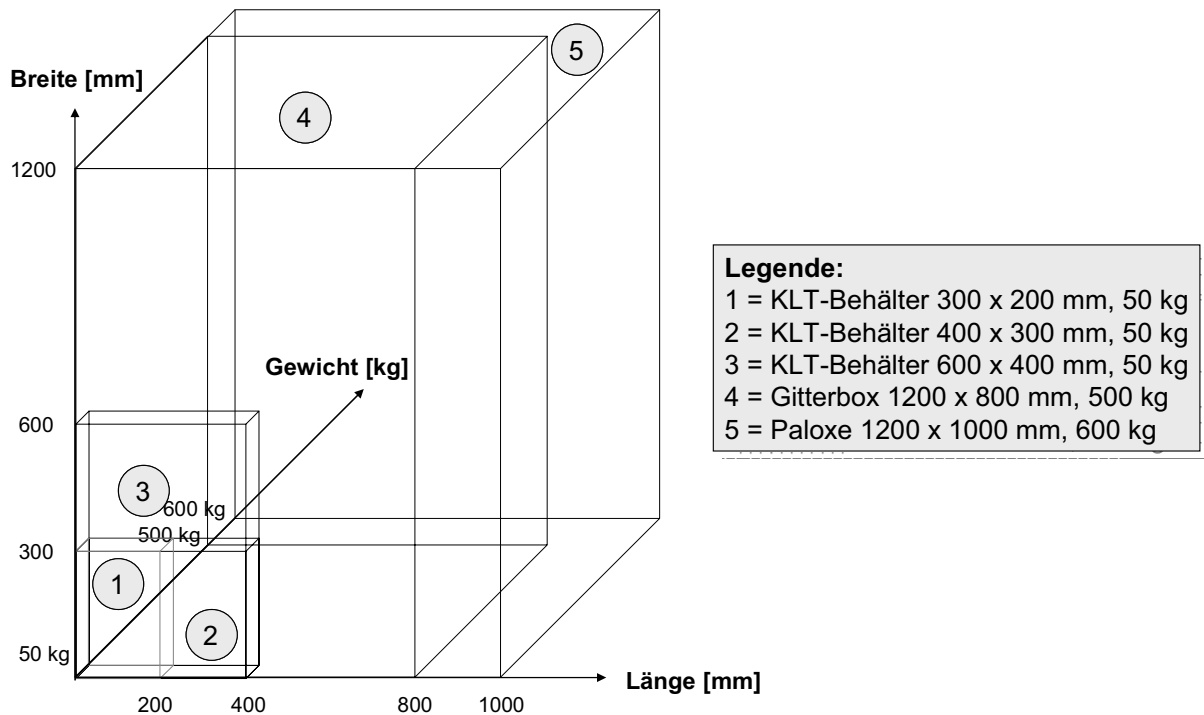 5
Breite [mm]
4
1200
Legende:
1 = KLT-Behälter 300 x 200 mm, 50 kg
2 = KLT-Behälter 400 x 300 mm, 50 kg
3 = KLT-Behälter 600 x 400 mm, 50 kg
4 = Gitterbox 1200 x 800 mm, 500 kg
5 = Paloxe 1200 x 1000 mm, 600 kg
Gewicht [kg]
600
3
600 kg
500 kg
300
1
2
50 kg
Länge [mm]
200 400 800 1000